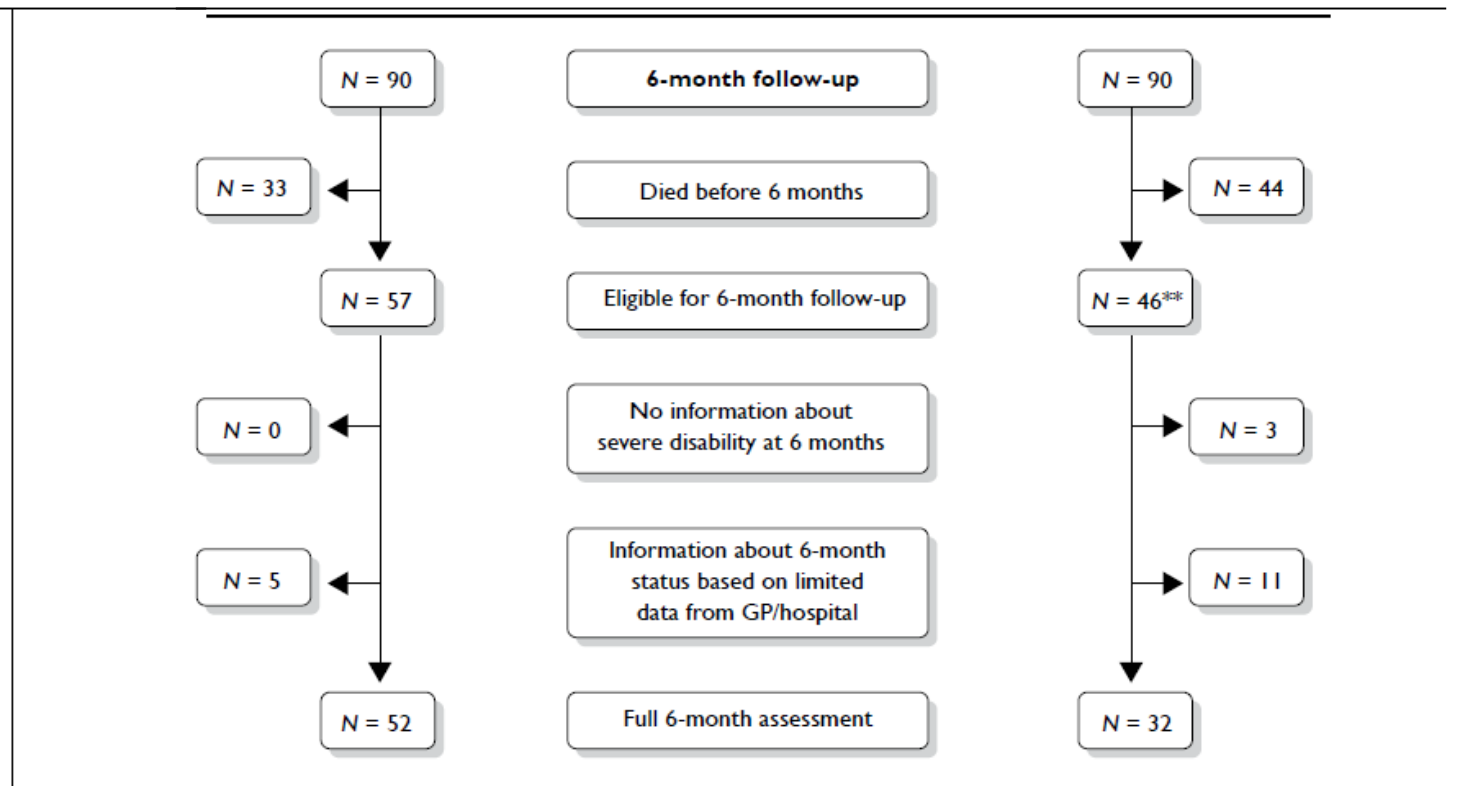 N = 90
6-month follow-up
N = 90
N = 33
Died before 6 months
N = 44
N = 57
Eligible for 6-month follow-up
N = 46**
N = 0
No information about
severe disability at 6 months
N = 3
N = 5
Information about 6-month
status based on limited
data from GP/hospital
N = 11
N = 52
Full 6-month assessment
N = 32